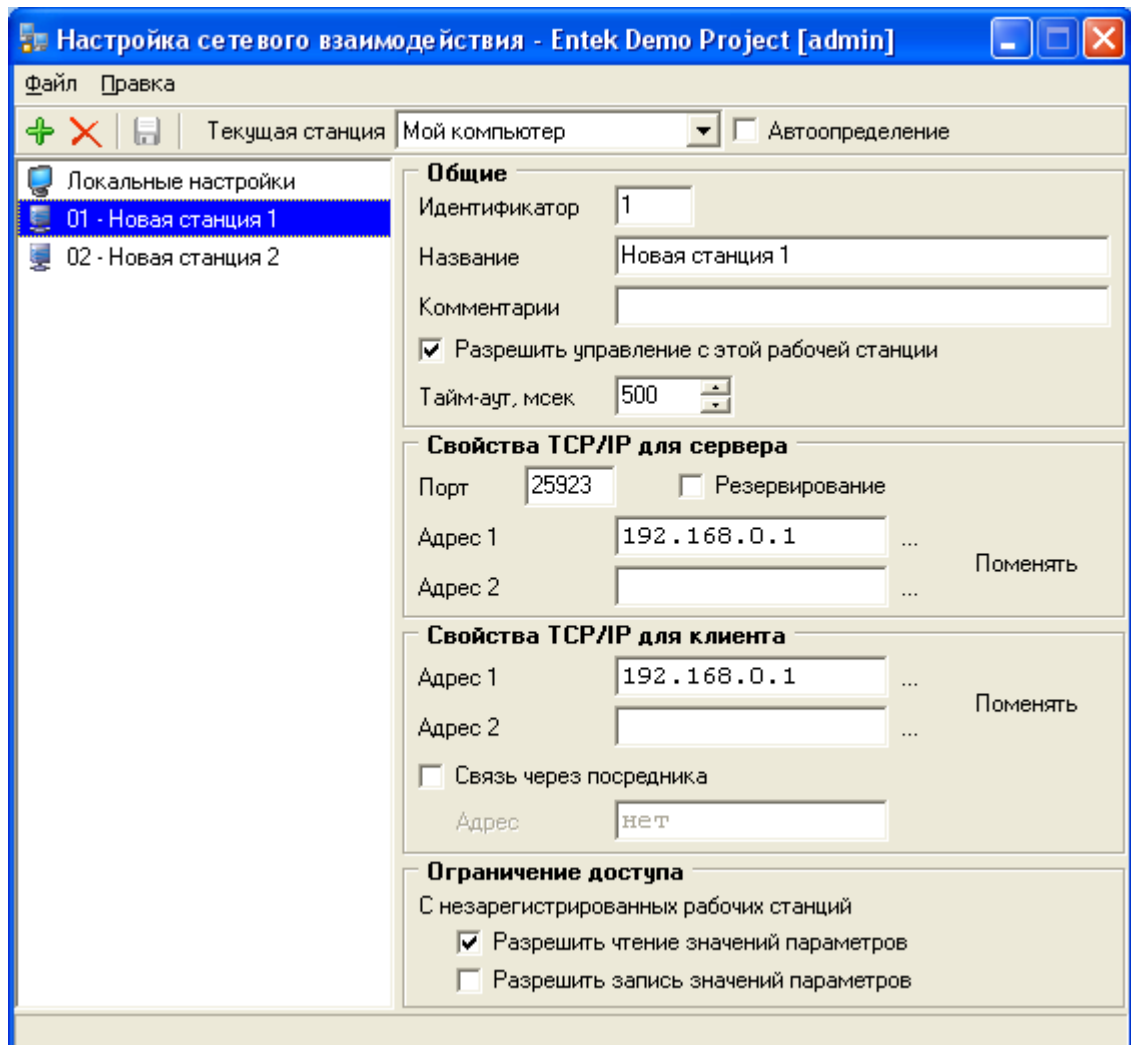 Настройка сетевого взаимодействия - Entek Demo Project [admin]
Файл Правка
Текущая станция Мой компьютер Автоопределение
Локальные настройки
01 - Новая станция 1
02 - Новая станция 2
Общие
Идентификатор 1
Название Новая станция 1
Комментарии
Разрешить управление с этой рабочей станции
Тайм-аут, мсек 500
Свойства TCP/IP для сервера
Порт 25923 Резервирование
Адрес 1 192.168.0.1 ...
Поменять
Адрес 2 ...
Свойства TCP/IP для клиента
Адрес 1 192.168.0.1 ...
Поменять
Адрес 2 ...
Связь через посредника
Адрес нет
Ограничение доступа
С незарегистрированных рабочих станций
Разрешить чтение значений параметров
Разрешить запись значений параметров